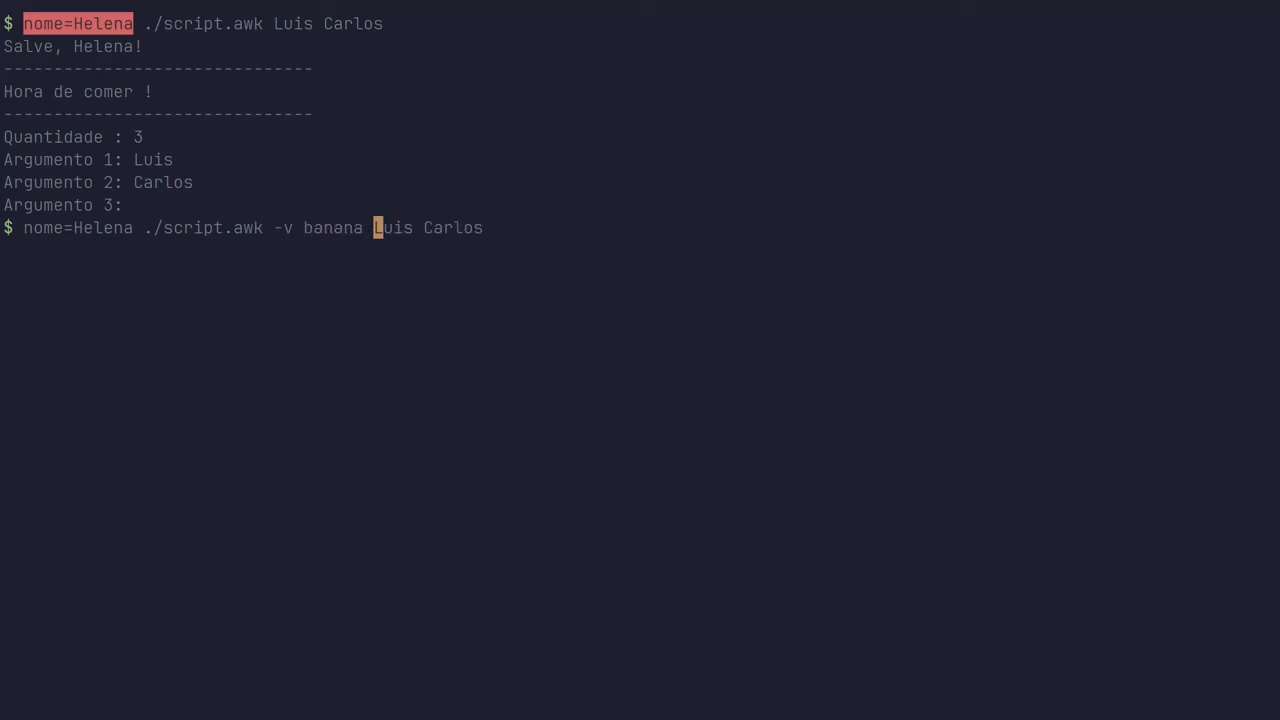 $ nome=Helena ./script.awk Luis Carlos
Salve, Helena!
-------------------------------
Hora de comer !
-------------------------------
Quantidade : 3
Argumento 1: Luis
Argumento 2: Carlos
Argumento 3:
$ nome=Helena ./script.awk -v banana Luis Carlos